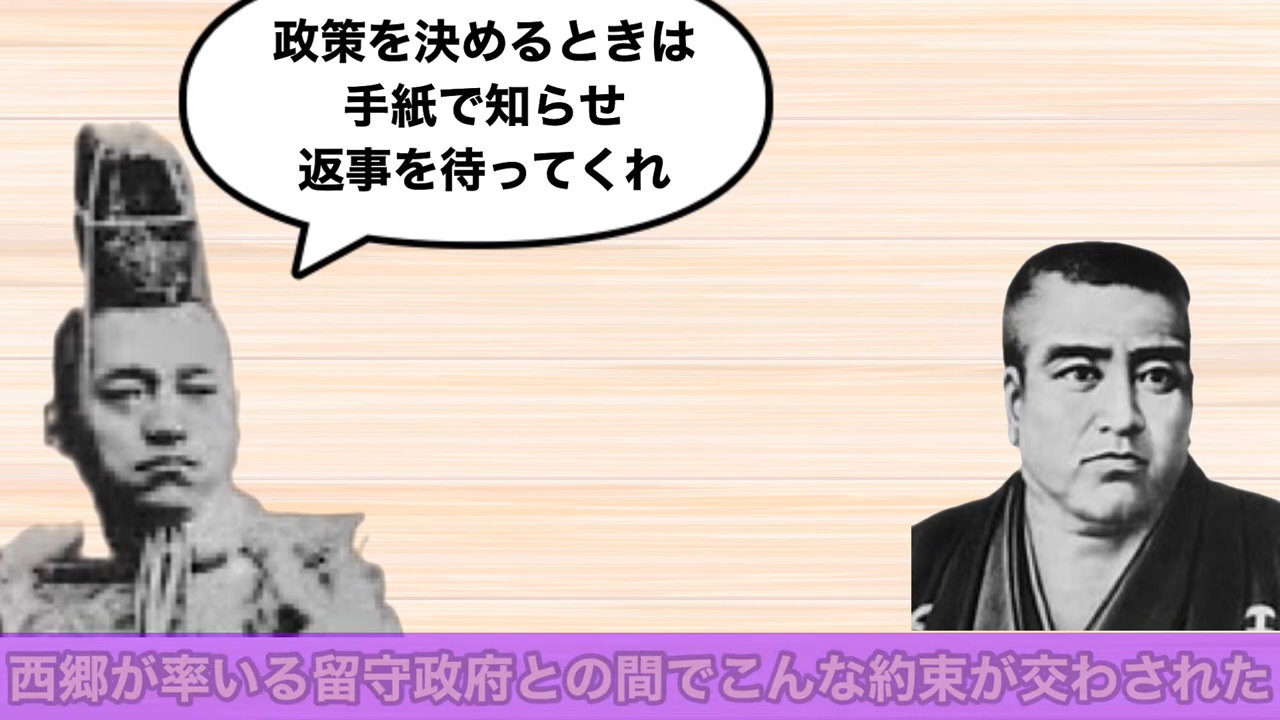 政策を決めるときは
手紙で知らせ
返事を待ってくれ
西郷が率いる留守政府との間でこんな約束が交わされた